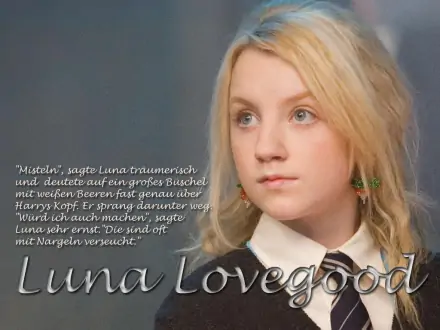 "Misteln", sagte Luna träumerisch
und deutete auf ein großes Büschel
mit weißen Beeren fast genau über
Harrys Kopf. Er sprang darunter weg.
"Würd ich auch machen", sagte
Luna sehr ernst."Die sind oft
mit Nargeln verseucht."
Luna Lovegood